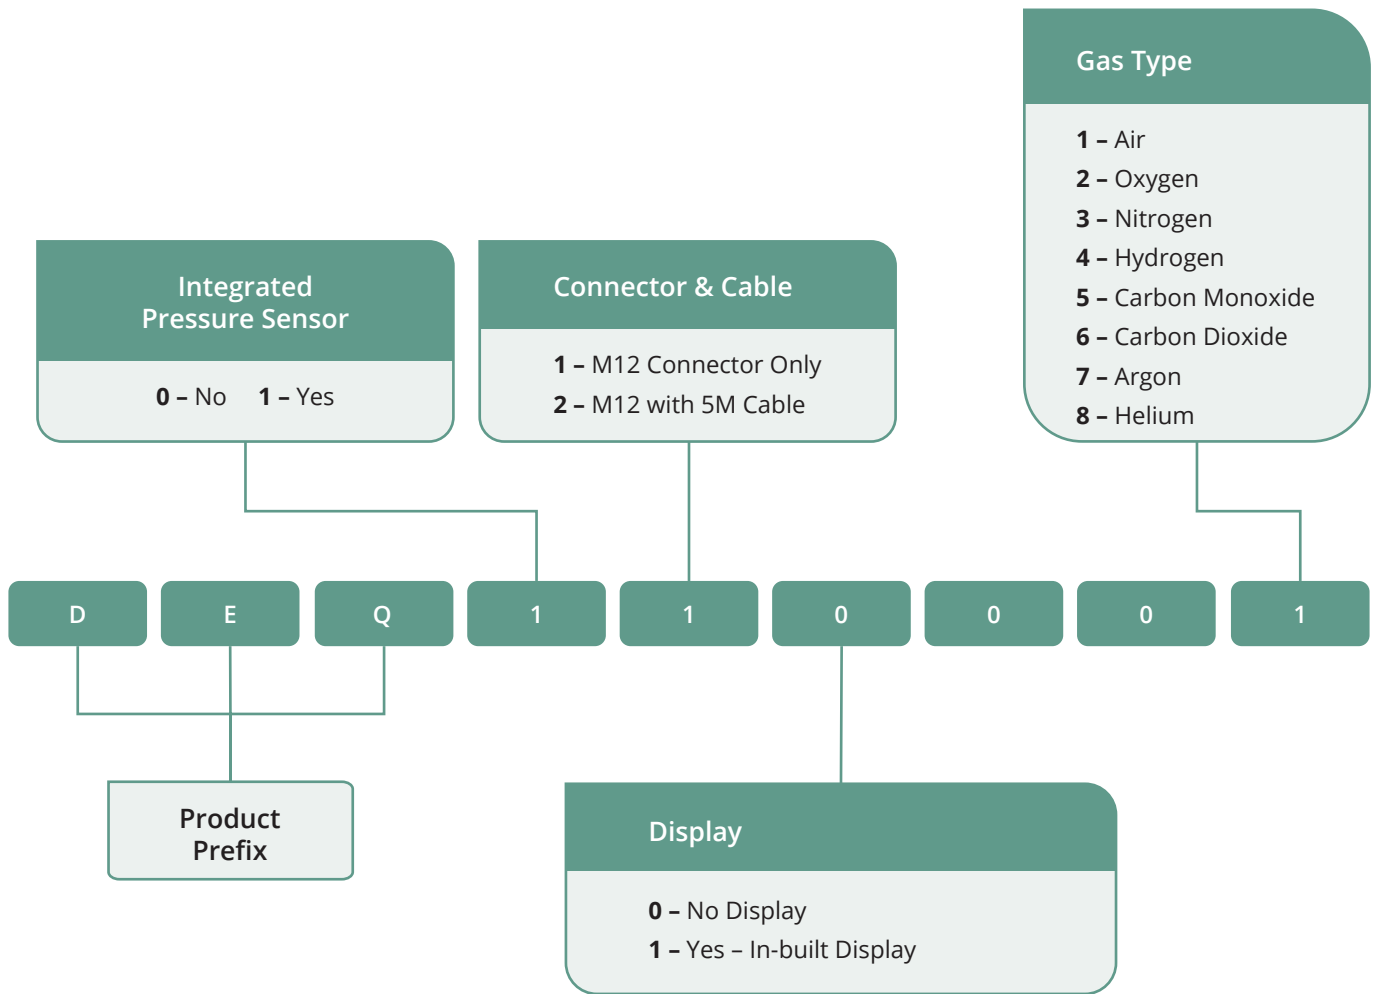 Gas Type
1 – Air
2 – Oxygen
3 – Nitrogen
4 – Hydrogen
5 – Carbon Monoxide
6 – Carbon Dioxide
7 – Argon
8 – Helium
Integrated
Pressure Sensor
0 – No 1 – Yes
Connector & Cable
1 – M12 Connector Only
2 – M12 with 5M Cable
D E Q 1 1 0 0 0 1
Product
Prefix
Display
0 – No Display
1 – Yes – In-built Display